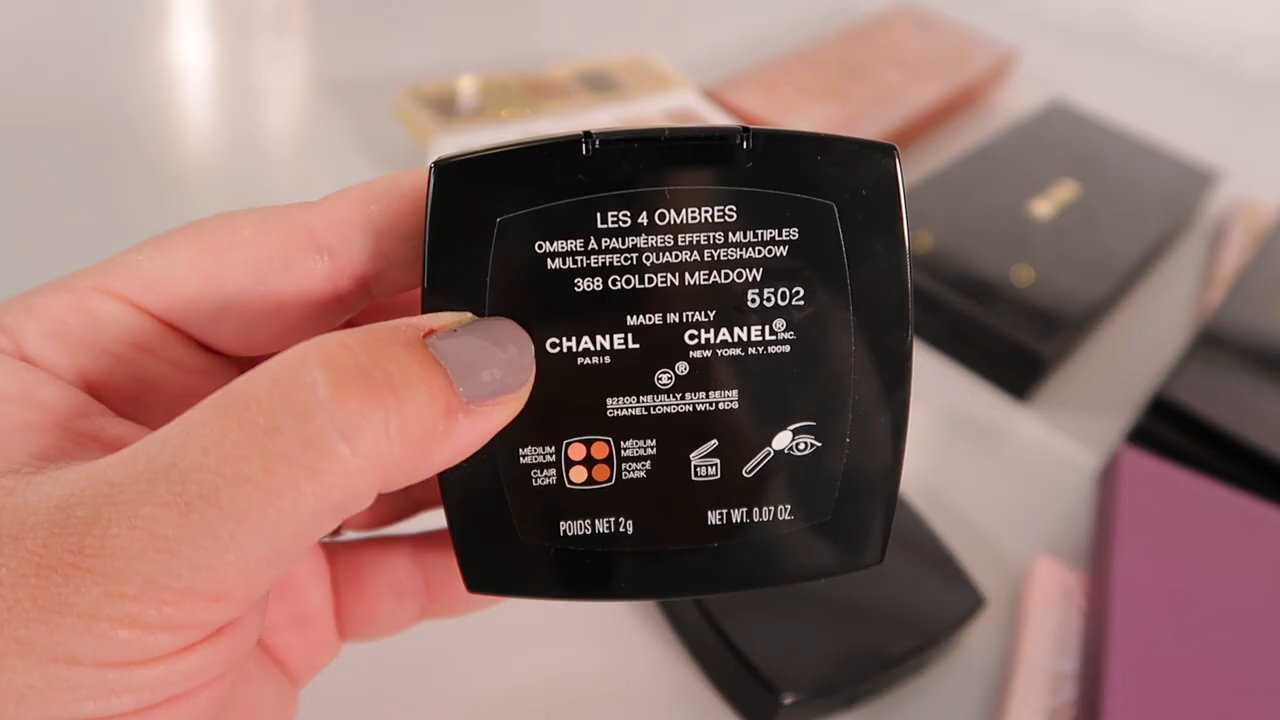 LES 4 OMBRES
OMBRE À PAUPIÈRES EFFETS MULTIPLES
MULTI-EFFECT QUADRA EYESHADOW
368 GOLDEN MEADOW
5502
MADE IN ITALY
CHANEL CHANEL® INC.
PARIS NEW YORK, N.Y. 10019
®
92200 NEUILLY SUR SEINE
CHANEL LONDON W1J 6DG
MÉDIUM MÉDIUM
MEDIUM MEDIUM
CLAIR FONCÉ
LIGHT DARK
18M
POIDS NET 2g NET WT. 0.07 OZ.